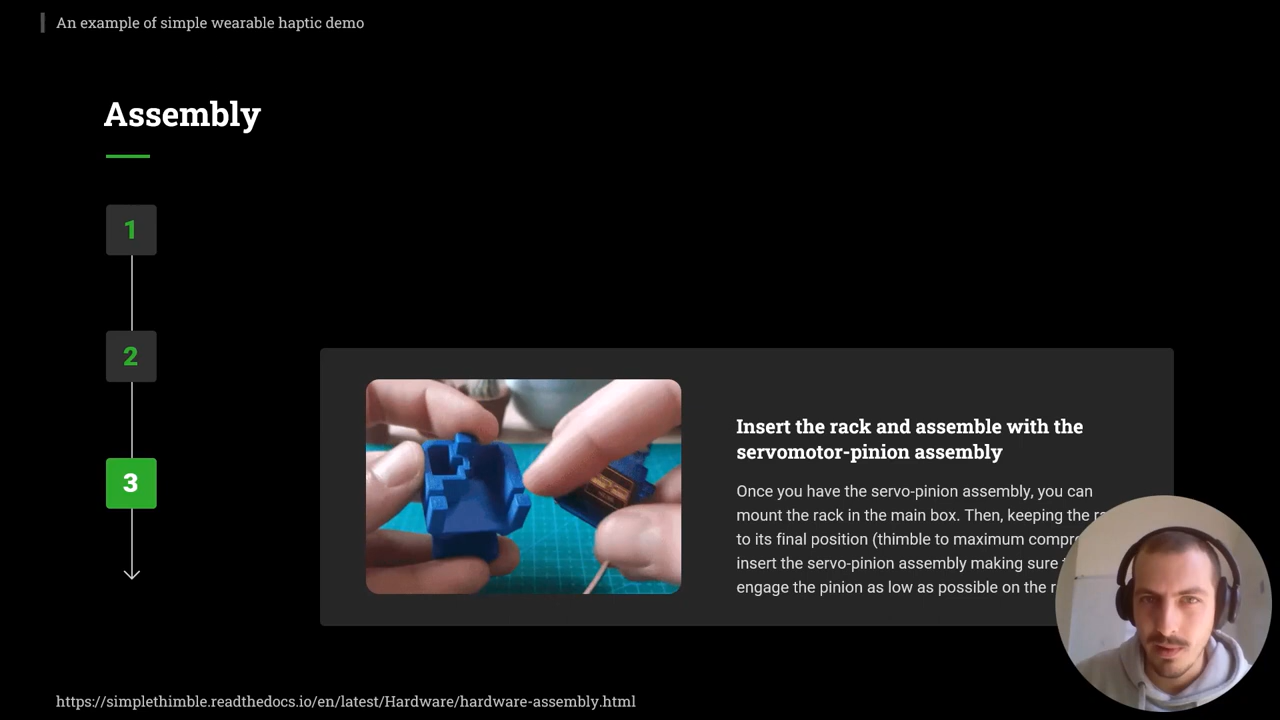 An example of simple wearable haptic demo
Assembly
1
2
3
Insert the rack and assemble with the
servomotor-pinion assembly
Once you have the servo-pinion assembly, you can
mount the rack in the main box. Then, keeping the
to its final position (thimble to maximum
insert the servo-pinion assembly making sure
engage the pinion as low as possible on the
https://simplethimble.readthedocs.io/en/latest/Hardware/hardware-assembly.html